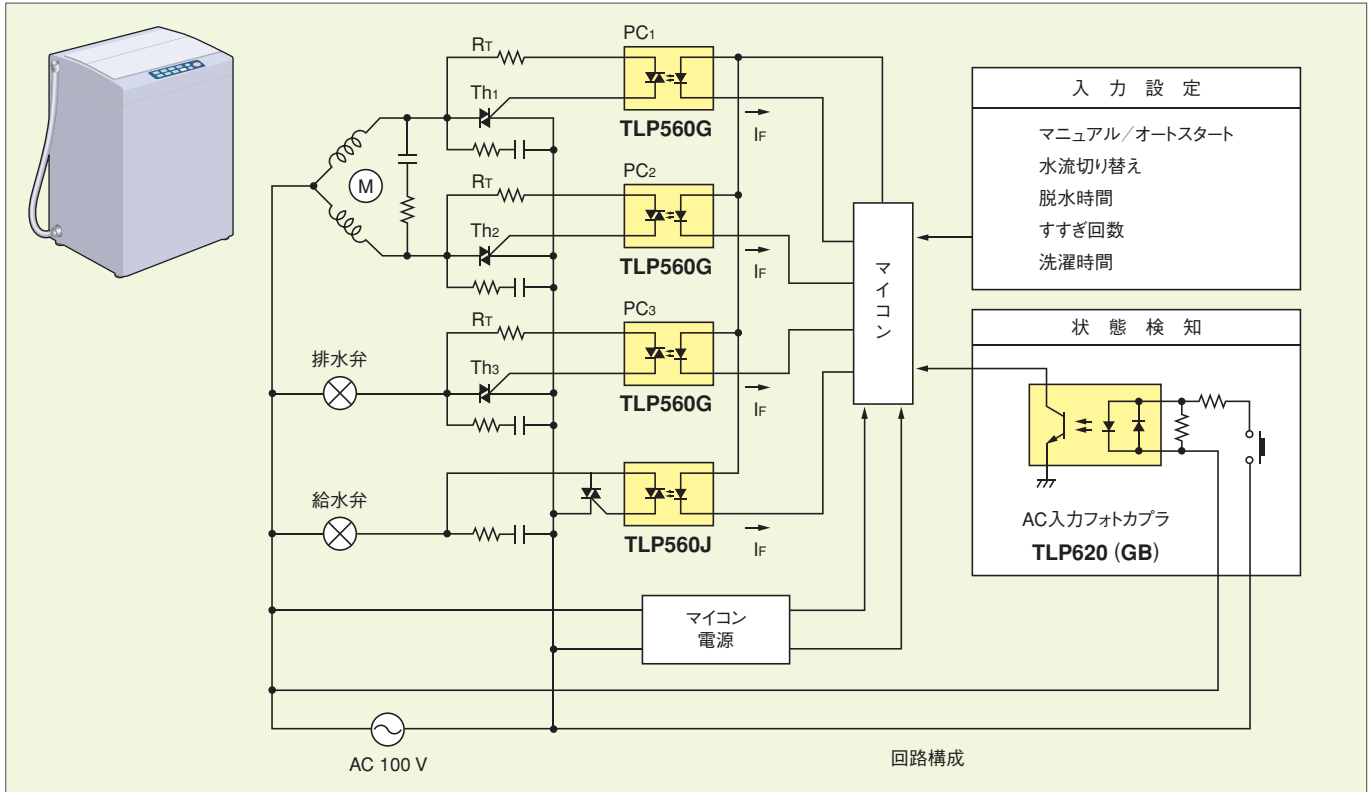 PC1
RT
Th1
TLP560G
IF
M
PC2
RT
Th2
TLP560G
IF
PC3
RT
排水弁
Th3
TLP560G
IF
給水弁
TLP560J
IF
マイコン
マイコン
電源
AC 100 V
入力設定
マニュアル/オートスタート
水流切り替え
脱水時間
すすぎ回数
洗濯時間
状態検知
AC入力フォトカプラ
TLP620 (GB)
回路構成